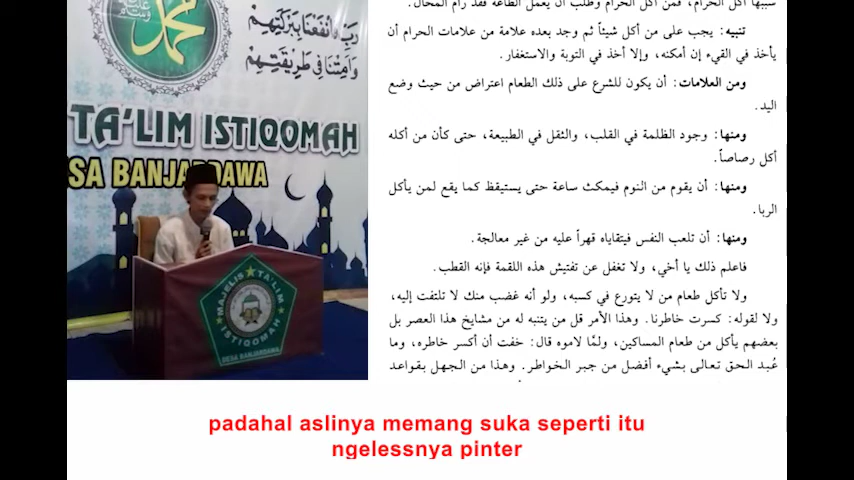 محمد
رب انفعنا ببركتهم
وامتنا في طريقتهم
TA'LIM ISTIQOMAH
SA BANJARDAWA
MAJELIS TA'LIM
ISTIQOMAH
DESA BANJARDAWA
سببها أكل الحرام، فمن أكل الحرام وطلب أن يعمل الطاعة فقد رام المحال.
تنبيه: يجب على من أكل شيئاً ثم وجد بعده علامة من علامات الحرام أن
يأخذ في القيء إن أمكنه، وإلا أخذ في التوبة والاستغفار.
ومن العلامات: أن يكون للشرع على ذلك الطعام اعتراض من حيث وضع
اليد.
ومنها: وجود الظلمة في القلب، والثقل في الطبيعة، حتى كأن من أكله
أكل رصاصاً.
ومنها: أن يقوم من النوم فيمكث ساعة حتى يستيقظ كما يقع لمن يأكل
الربا.
ومنها: أن تلعب النفس فيتقاياه قهراً عليه من غير معالجة.
فاعلم ذلك يا أخي، ولا تغفل عن تفتيش هذه اللقمة فإنه القطب.
ولا تأكل طعام من لا يتورع في كسبه، ولو أنه غضب منك لا تلتفت إليه،
ولا لقوله: كسرت خاطرنا. وهذا الأمر قل من يتنبه له من مشايخ هذا العصر بل
بعضهم يأكل من طعام المساكين، ولمّا لاموه قال: خفت أن أكسر خاطره، وما
عُبد الحق تعالى بشيء أفضل من جبر الخواطر. وهذا من الجهل بقواعد
padahal aslinya memang suka seperti itu
ngelessnya pinter